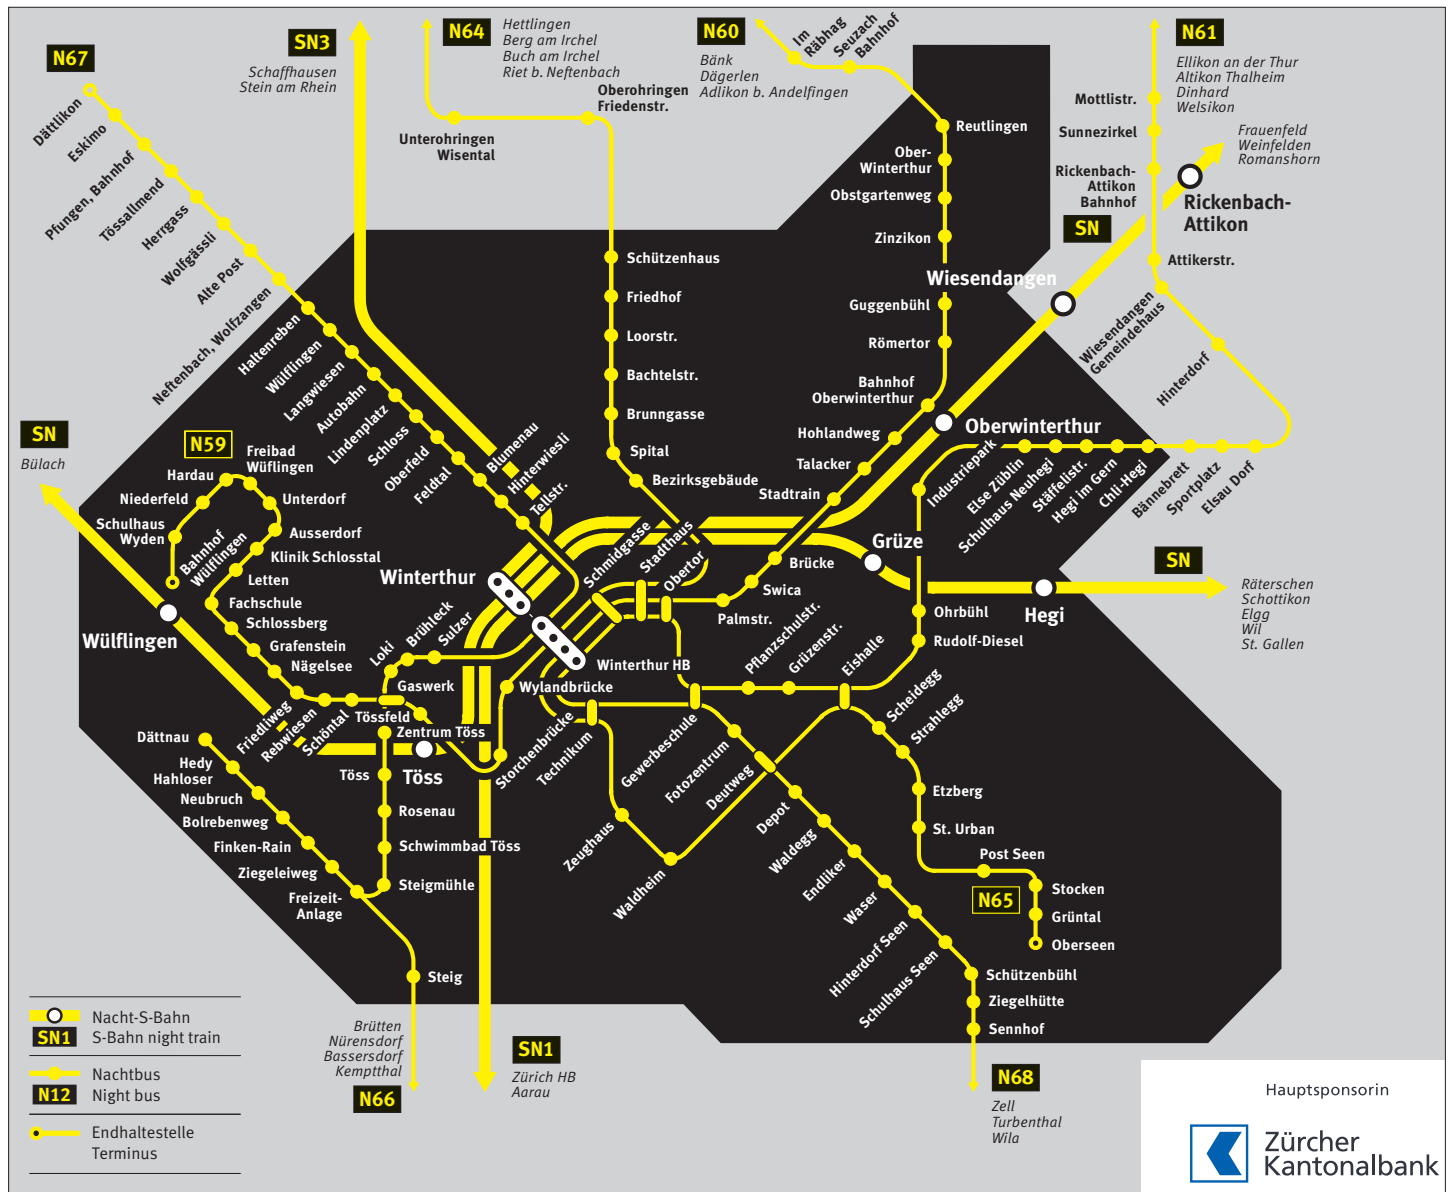 N67
SN3
Schaffhausen
Stein am Rhein
N64
Hettlingen
Berg am Irchel
Buch am Irchel
Riet b. Neftenbach
N60
Bänk
Dägerlen
Adlikon b. Andelfingen
Im
Räbhag
Seuzach
Bahnhof
N61
Ellikon an der Thur
Altikon Thalheim
Dinhard
Welsikon
Frauenfeld
Weinfelden
Romanshorn
Dättlikon
Eskimo
Pfungen, Bahnhof
Tössallmend
Herrgass
Wolfgässli
Alte Post
Neftenbach, Wolfzangen
Haltenreben
Wülflingen
Langwiesen
Autobahn
Lindenplatz
Schloss
Oberfeld
Feldtal
Blumenau
Hinterwiesli
Tellstr.
Unterohringen
Wisental
Oberohringen
Friedenstr.
Schützenhaus
Friedhof
Loorstr.
Bachtelstr.
Brunngasse
Spital
Bezirksgebäude
Reutlingen
Ober-
Winterthur
Obstgartenweg
Zinzikon
Wiesendangen
Guggenbühl
Römertor
Bahnhof
Oberwinterthur
Hohlandweg
Talacker
Stadtrain
Brücke
Swica
Palmstr.
Mottlistr.
Sunnezirkel
Rickenbach-
Attikon
Bahnhof
Rickenbach-
Attikon
SN
Attikerstr.
Wiesendangen
Gemeindehaus
Hinterdorf
Oberwinterthur
Industriepark
Else Züblin
Schulhaus Neuhegi
Stäffelistr.
Hegi im Gern
Chli-Hegi
Bännebrett
Sportplatz
Elsau Dorf
SN
Bülach
N59
Freibad
Wüflingen
Hardau
Niederfeld
Schulhaus
Wyden
Bahnhof
Wülflingen
Unterdorf
Ausserdorf
Klinik Schlosstal
Letten
Fachschule
Schlossberg
Grafenstein
Nägelsee
Friedliweg
Rebwiesen
Schöntal
Wülflingen
Winterthur
Loki
Brühleck
Sulzer
Gaswerk
Tössfeld
Zentrum Töss
Töss
Töss
Rosenau
Schwimmbad Töss
Steigmühle
Schmidgasse
Stadthaus
Obertor
Winterthur HB
Wylandbrücke
Storchenbrücke
Technikum
Pflanzschulstr.
Grüzenstr.
Eishalle
Grüze
Hegi
SN
Räterschen
Schottikon
Elgg
Wil
St. Gallen
Ohrbühl
Rudolf-Diesel
Gewerbeschule
Fotozentrum
Deutweg
Zeughaus
Waldheim
Depot
Waldegg
Endliker
Waser
Hinterdorf Seen
Schulhaus Seen
Scheidegg
Strahlegg
Etzberg
St. Urban
Post Seen
N65
Stocken
Grüntal
Oberseen
Schützenbühl
Ziegelhütte
Sennhof
Dättnau
Hedy
Hahloser
Neubruch
Bolrebenweg
Finken-Rain
Ziegeleiweg
Freizeit-
Anlage
Steig
Brütten
Nürensdorf
Bassersdorf
Kemptthal
N66
SN1
Zürich HB
Aarau
N68
Zell
Turbenthal
Wila
Nacht-S-Bahn
SN1 S-Bahn night train
Nachtbus
N12 Night bus
Endhaltestelle
Terminus
Hauptsponsorin
Zürcher
Kantonalbank